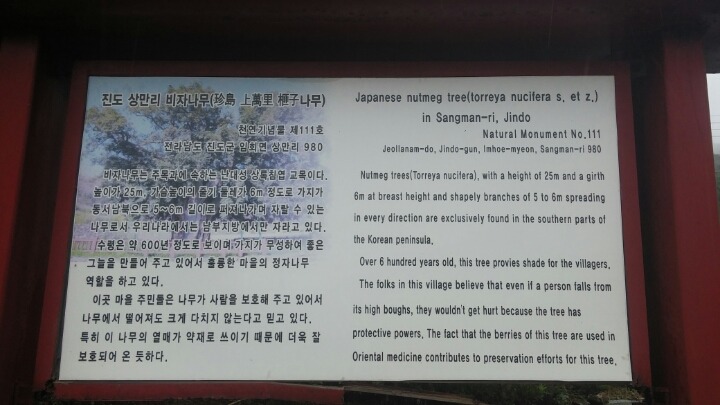 진도 상만리 비자나무(珍島 上萬里 榧子나무)
천연기념물 제111호
전라남도 진도군 임회면 상만리 980
비자나무는 주목과에 속하는 난대성 상록침엽 교목이다.
높이가 25m, 가슴높이의 줄기 둘레가 6m 정도로 가지가
동서남북으로 5~6m 길이로 퍼져나가며 자랄 수 있는
나무로서 우리나라에서는 남부지방에서만 자라고 있다.
수령은 약 600년 정도로 보이며 가지가 무성하여 좋은
그늘을 만들어 주고 있어서 훌륭한 마을의 정자나무
역할을 하고 있다.
이곳 마을 주민들은 나무가 사람을 보호해 주고 있어서
나무에서 떨어져도 크게 다치지 않는다고 믿고 있다.
특히 이 나무의 열매가 약재로 쓰이기 때문에 더욱 잘
보호되어 온 듯하다.
Japanese nutmeg tree(torreya nucifera s. et z.)
in Sangman-ri, Jindo
Natural Monument No.111
Jeollanam-do, Jindo-gun, Imhoe-myeon, Sangman-ri 980
Nutmeg trees(Torreya nucifera), with a height of 25m and a girth
6m at breast height and shapely branches of 5 to 6m spreading
in every direction are exclusively found in the southern parts of
the Korean peninsula.
Over 6 hundred years old, this tree provies shade for the villagers.
The folks in this village believe that even if a person falls from
its high boughs, they wouldn't get hurt because the tree has
protective powers. The fact that the berries of this tree are used in
Oriental medicine contributes to preservation efforts for this tree.